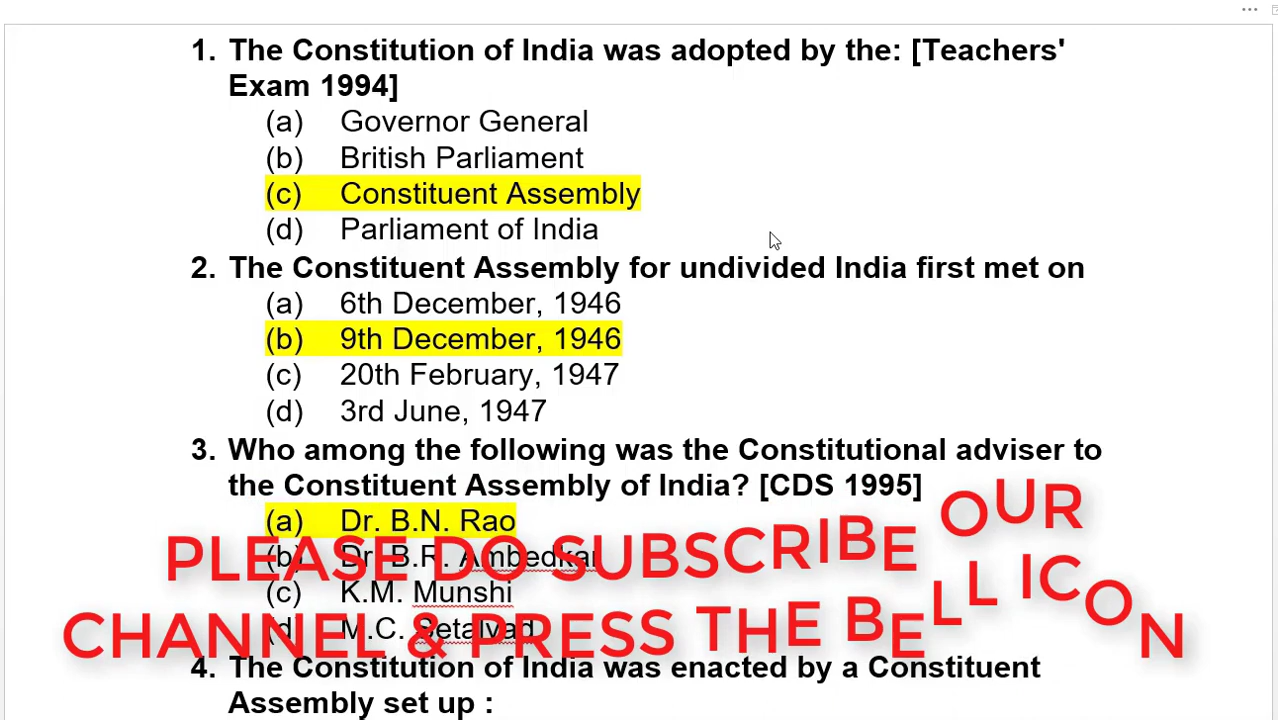 1. The Constitution of India was adopted by the: [Teachers'
Exam 1994]
(a) Governor General
(b) British Parliament
(c) Constituent Assembly
(d) Parliament of India
2. The Constituent Assembly for undivided India first met on
(a) 6th December, 1946
(b) 9th December, 1946
(c) 20th February, 1947
(d) 3rd June, 1947
3. Who among the following was the Constitutional adviser to
the Constituent Assembly of India? [CDS 1995]
(a) Dr. B.N. Rao
(b) Dr. B.R. Ambedkar
(c) K.M. Munshi
(d) M.C. Setalvad
PLEASE DO SUBSCRIBE OUR
CHANNEL & PRESS THE BELL ICON
4. The Constitution of India was enacted by a Constituent
Assembly set up :